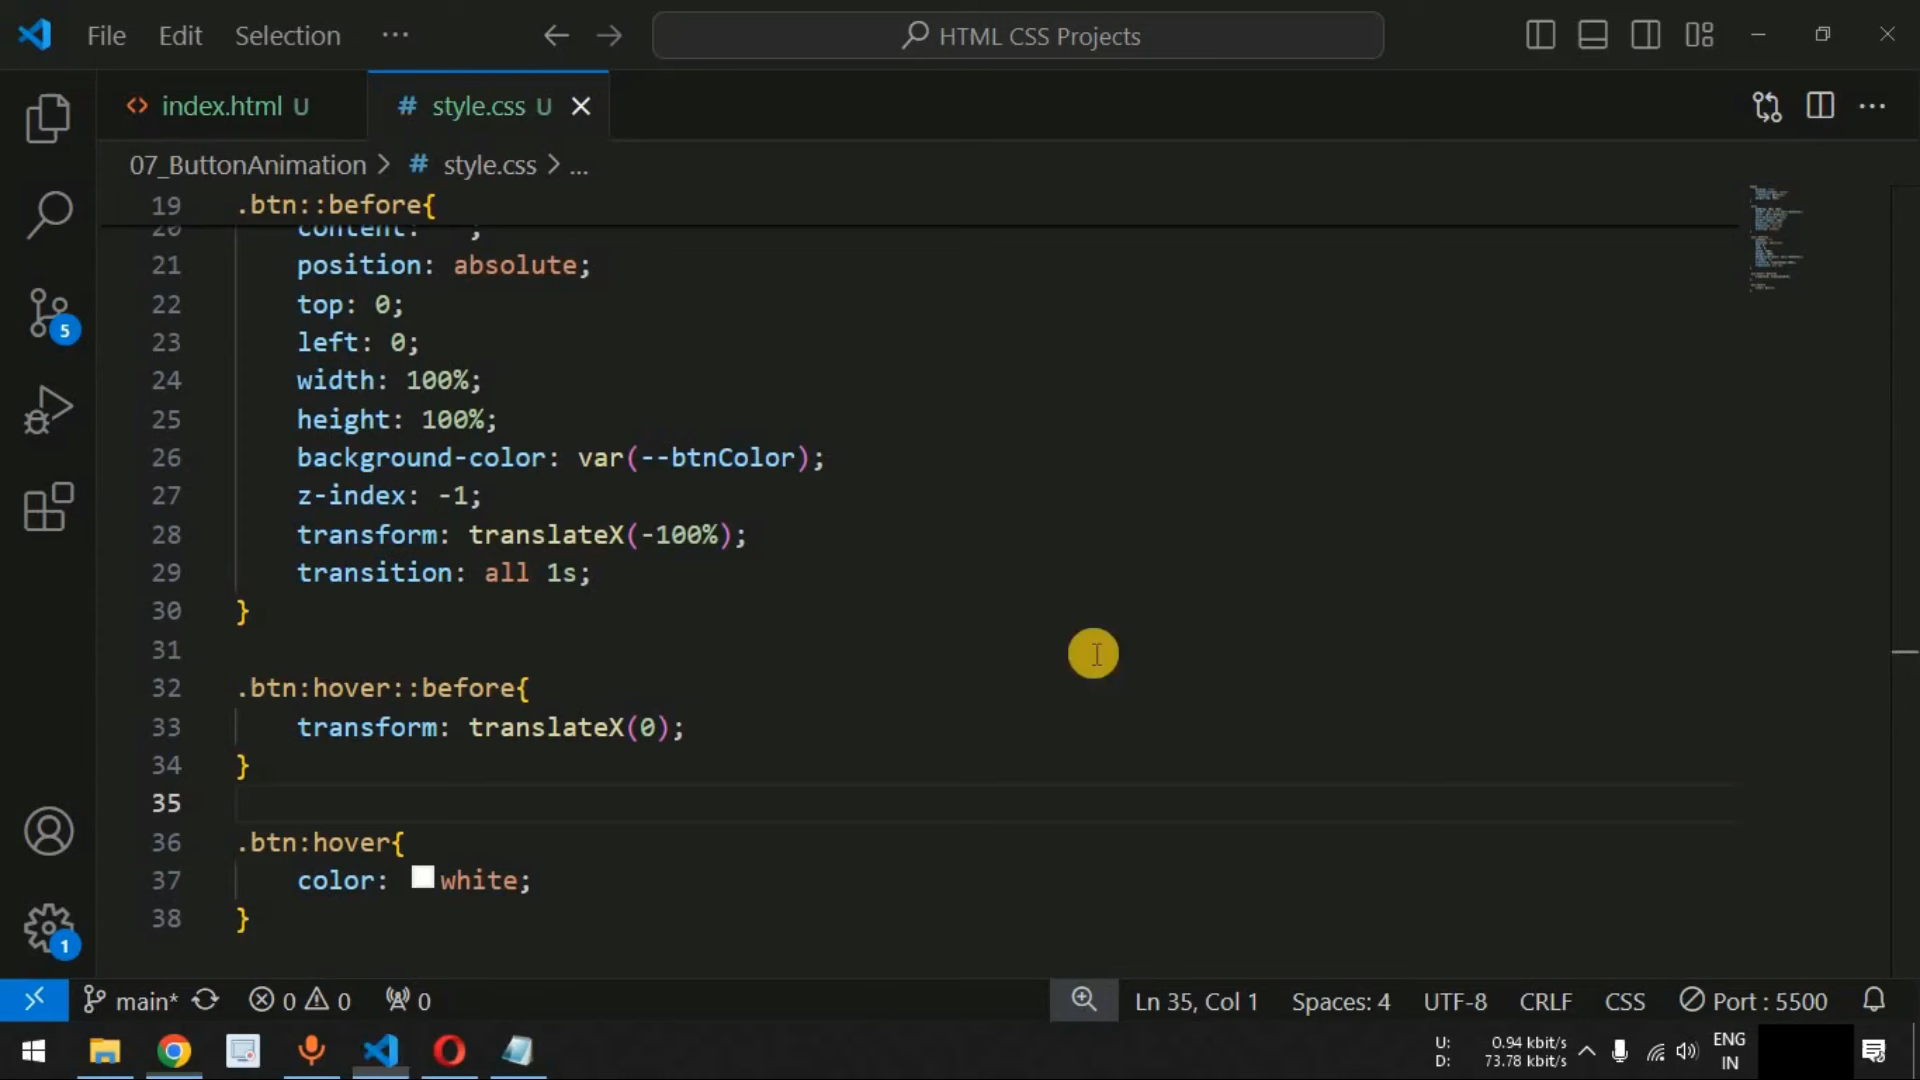 File Edit Selection ··· HTML CSS Projects
index.html U # style.css U
07_ButtonAnimation > # style.css > ...
19 .btn::before{
20 content: ;
21 position: absolute;
22 top: 0;
23 left: 0;
24 width: 100%;
25 height: 100%;
26 background-color: var(--btnColor);
27 z-index: -1;
28 transform: translateX(-100%);
29 transition: all 1s;
30 }
31
32 .btn:hover::before{
33 transform: translateX(0);
34 }
35
36 .btn:hover{
37 color: white;
38 }
5
1
main* 0 0 0 Ln 35, Col 1 Spaces: 4 UTF-8 CRLF CSS Port : 5500
U: 0.94 kbit/s ENG
D: 73.78 kbit/s IN